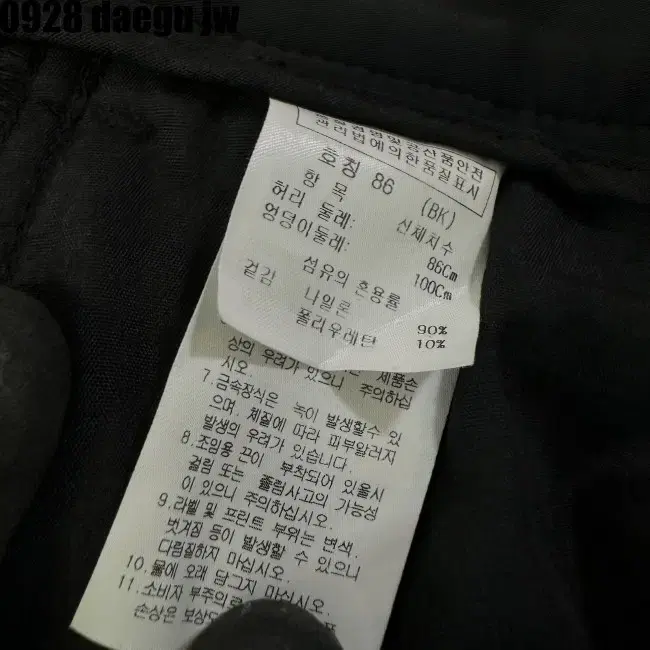 0928 daegu jw
관리법에의한 품질표시
호칭 86 (BK)
항 목 신체치수
허리 둘레: 86Cm
엉덩이둘레: 100Cm
섬유의 혼용률
겉감 나일론 90%
폴리우레탄 10%
제품손
상의 우려가 있으니 주의하십
시오.
7. 금속장식은 녹이 발생할수 있
으며, 체질에 따라 피부알러지
발생의 우려가 있습니다.
8. 조임용 끈이 부착되어 있을시
걸림 또는 돌림사고의 가능성
이 있으니 주의하십시오.
9. 라벨 및 프린트 부위는 변색.
벗겨짐 등이 발생할 수 있으니
다림질하지 마십시오.
10. 물에 오래 담그지 마십시오.
11. 소비자 부주의로
손상은 보상